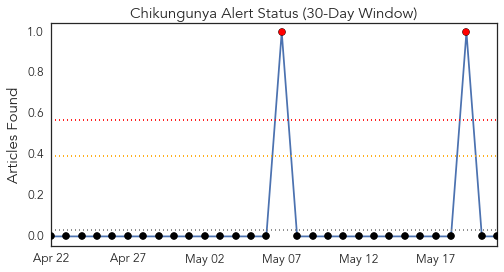 Chikungunya Alert Status (30-Day Window)
Articles Found
1.0
0.8
0.6
0.4
0.2
0.0
Apr 22
Apr 27
May 02
May 07
May 12
May 17